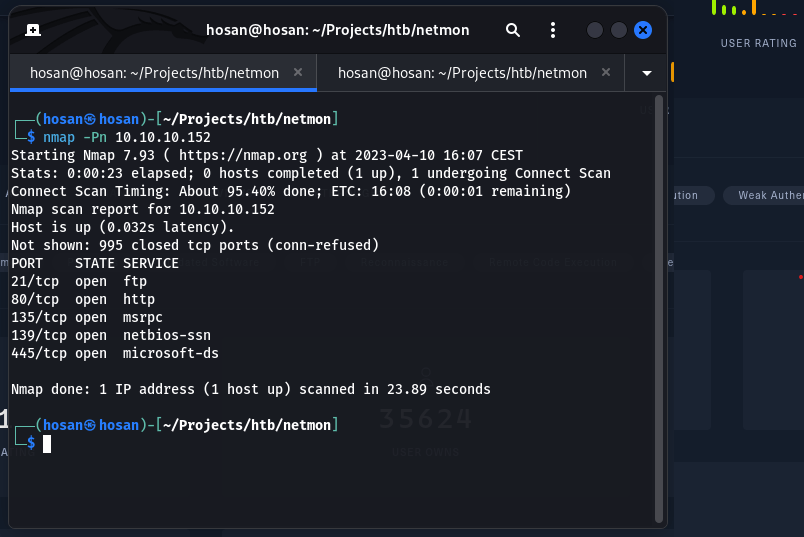 hosan@hosan: ~/Projects/htb/netmon
USER RATING
hosan@hosan: ~/Projects/htb/netmon
hosan@hosan: ~/Projects/htb/netmon
┌──(hosan㉿hosan)-[~/Projects/htb/netmon]
└─$ nmap -Pn 10.10.10.152
Starting Nmap 7.93 ( https://nmap.org ) at 2023-04-10 16:07 CEST
Stats: 0:00:23 elapsed; 0 hosts completed (1 up), 1 undergoing Connect Scan
Connect Scan Timing: About 95.40% done; ETC: 16:08 (0:00:01 remaining)
ution
Weak Authen
Nmap scan report for 10.10.10.152
Host is up (0.032s latency).
Not shown: 995 closed tcp ports (conn-refused)
PORT    STATE SERVICE
21/tcp  open  ftp
80/tcp  open  http
135/tcp open  msrpc
139/tcp open  netbios-ssn
445/tcp open  microsoft-ds
Nmap done: 1 IP address (1 host up) scanned in 23.89 seconds
35624
┌──(hosan㉿hosan)-[~/Projects/htb/netmon]
└─$
USER OWNS